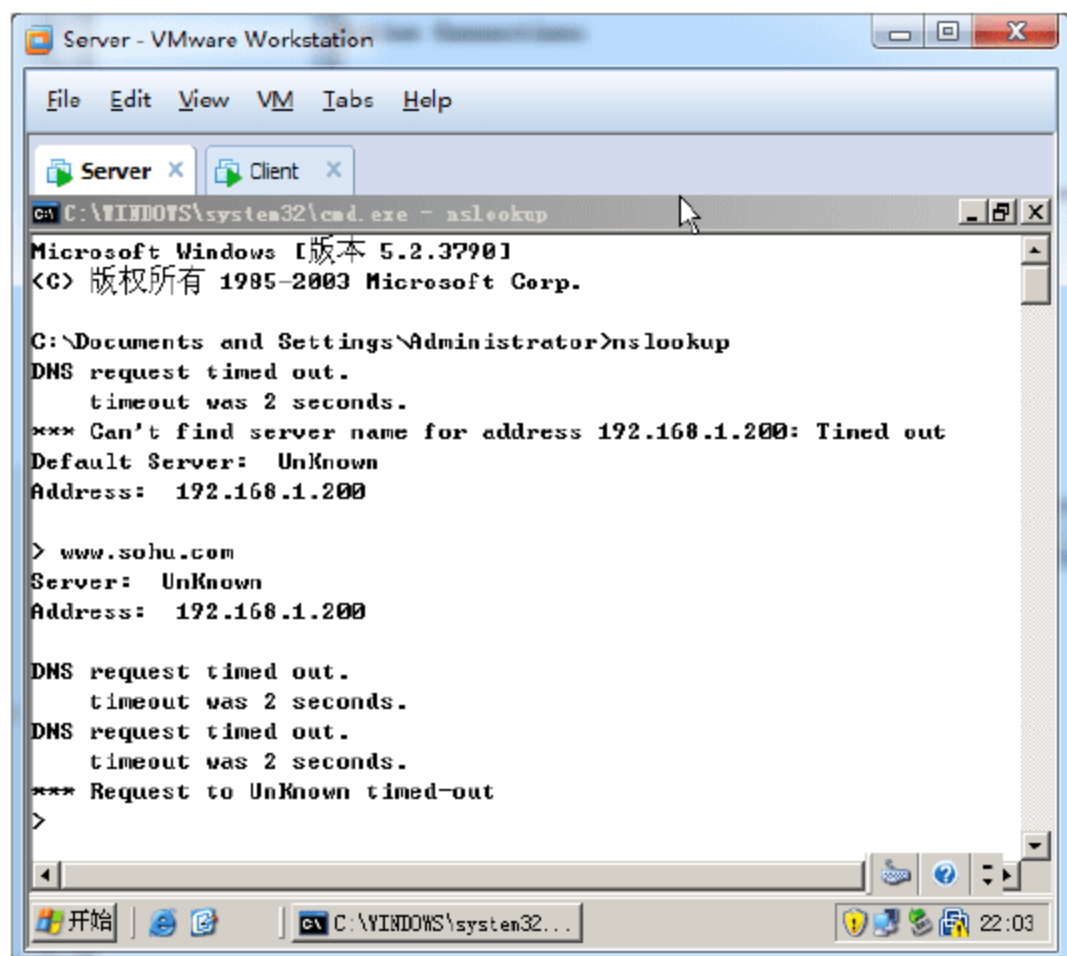 Server - VMware Workstation
File Edit View VM Tabs Help
Server Client
C:\WINDOWS\system32\cmd.exe - nslookup
Microsoft Windows [版本 5.2.3790]
(C) 版权所有 1985-2003 Microsoft Corp.
C:\Documents and Settings\Administrator>nslookup
DNS request timed out.
timeout was 2 seconds.
*** Can't find server name for address 192.168.1.200: Timed out
Default Server: UnKnown
Address: 192.168.1.200
> www.sohu.com
Server: UnKnown
Address: 192.168.1.200
DNS request timed out.
timeout was 2 seconds.
DNS request timed out.
timeout was 2 seconds.
*** Request to UnKnown timed-out
>
开始 C:\WINDOWS\system32... 22:03